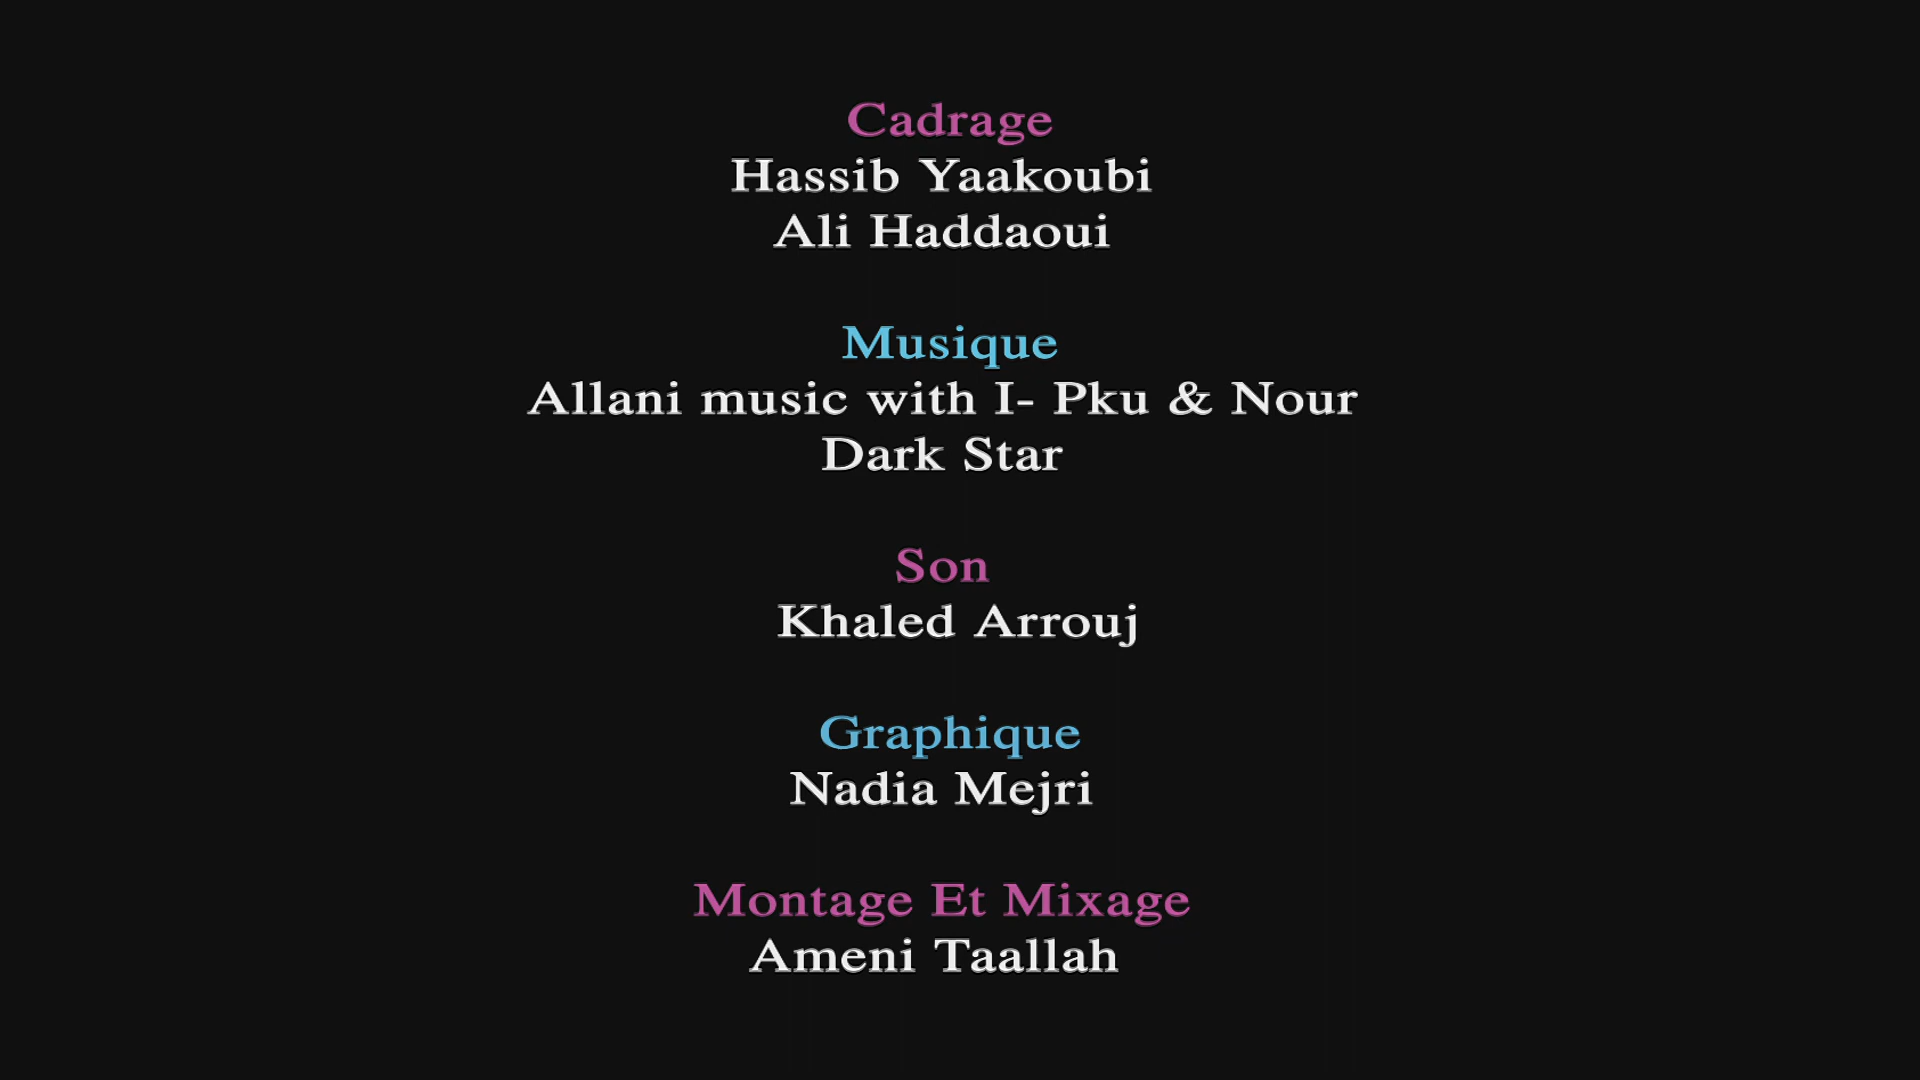 Cadrage
Hassib Yaakoubi
Ali Haddaoui
Musique
Allani music with I- Pku & Nour
Dark Star
Son
Khaled Arrouj
Graphique
Nadia Mejri
Montage Et Mixage
Ameni Taallah